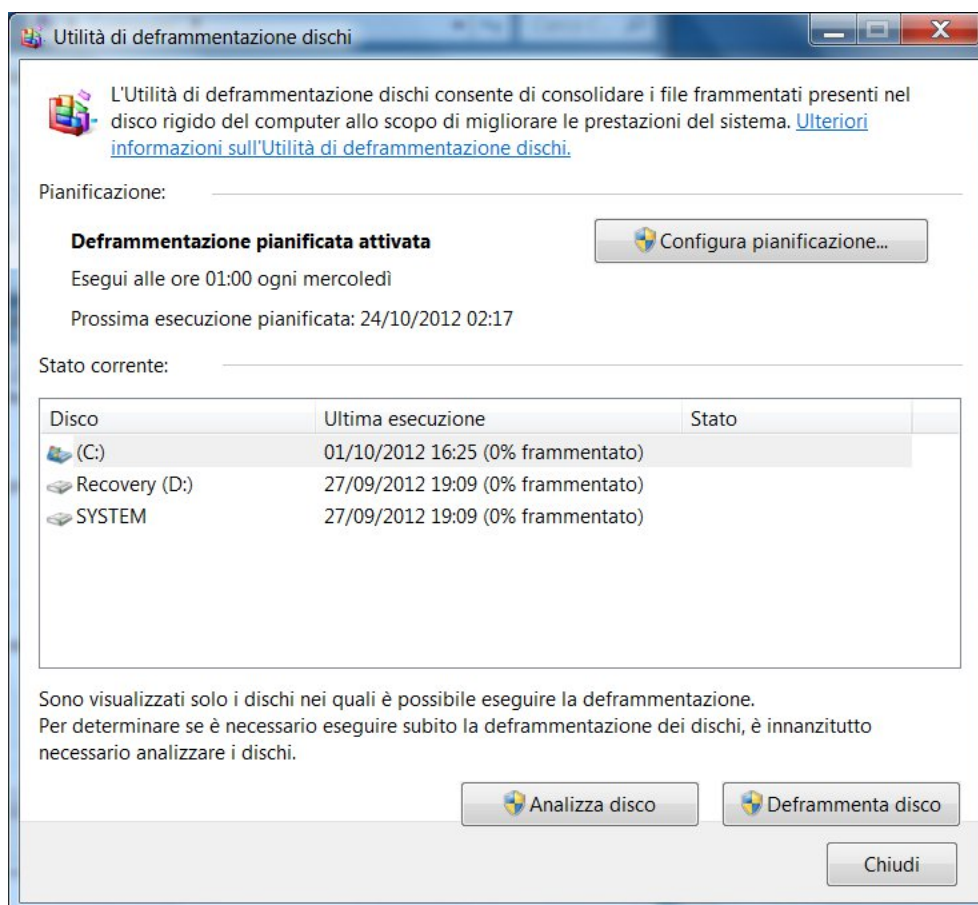 Utilità di deframmentazione dischi
L'Utilità di deframmentazione dischi consente di consolidare i file frammentati presenti nel
disco rigido del computer allo scopo di migliorare le prestazioni del sistema. Ulteriori
informazioni sull'Utilità di deframmentazione dischi.
Pianificazione:
Deframmentazione pianificata attivata
Configura pianificazione...
Esegui alle ore 01:00 ogni mercoledì
Prossima esecuzione pianificata: 24/10/2012 02:17
Stato corrente:
Disco Ultima esecuzione Stato
(C:) 01/10/2012 16:25 (0% frammentato)
Recovery (D:) 27/09/2012 19:09 (0% frammentato)
SYSTEM 27/09/2012 19:09 (0% frammentato)
Sono visualizzati solo i dischi nei quali è possibile eseguire la deframmentazione.
Per determinare se è necessario eseguire subito la deframmentazione dei dischi, è innanzitutto
necessario analizzare i dischi.
Analizza disco Deframmenta disco
Chiudi